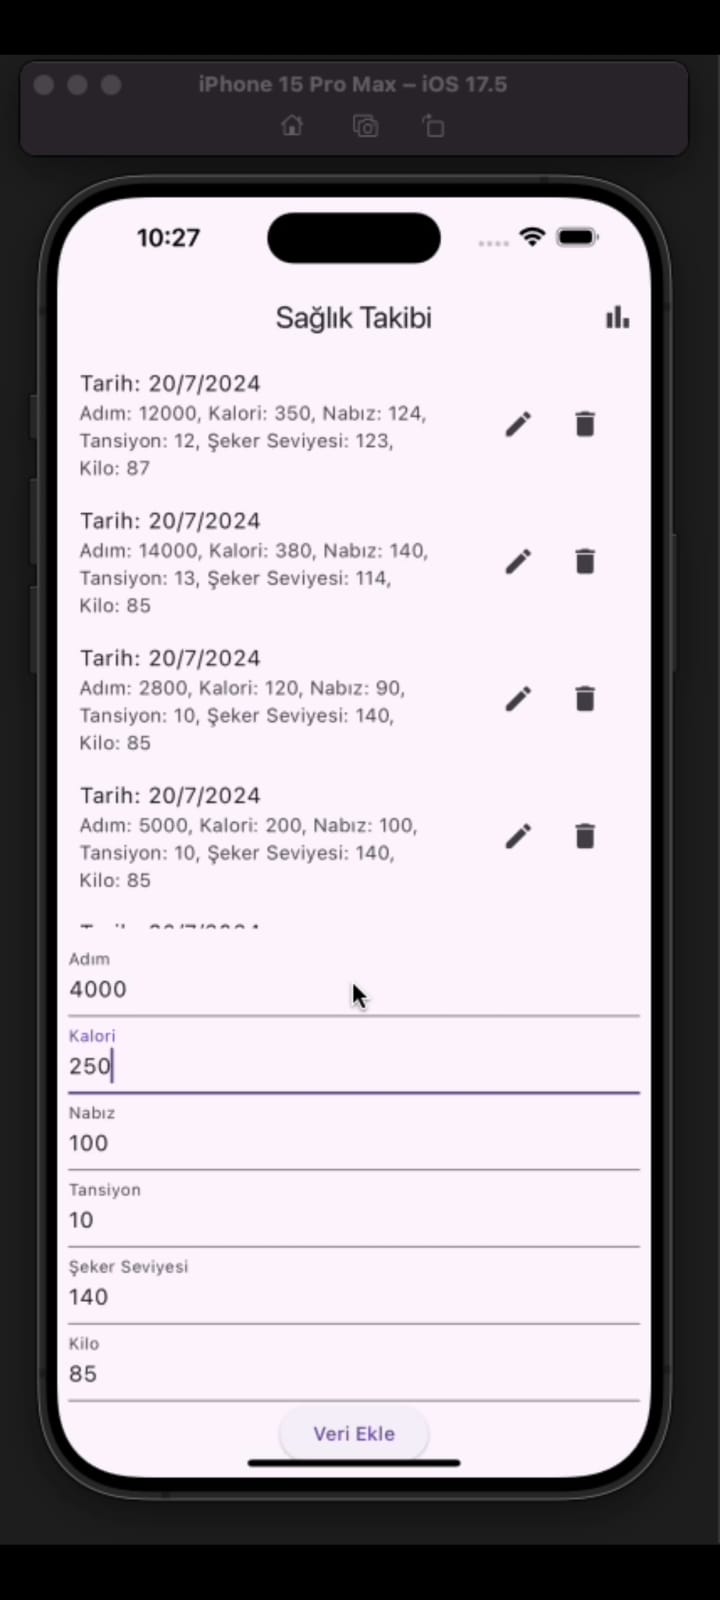 iPhone 15 Pro Max – iOS 17.5
10:27
Sağlık Takibi
Tarih: 20/7/2024
Adım: 12000, Kalori: 350, Nabız: 124,
Tansiyon: 12, Şeker Seviyesi: 123,
Kilo: 87
Tarih: 20/7/2024
Adım: 14000, Kalori: 380, Nabız: 140,
Tansiyon: 13, Şeker Seviyesi: 114,
Kilo: 85
Tarih: 20/7/2024
Adım: 2800, Kalori: 120, Nabız: 90,
Tansiyon: 10, Şeker Seviyesi: 140,
Kilo: 85
Tarih: 20/7/2024
Adım: 5000, Kalori: 200, Nabız: 100,
Tansiyon: 10, Şeker Seviyesi: 140,
Kilo: 85
Adım
4000
Kalori
250
Nabız
100
Tansiyon
10
Şeker Seviyesi
140
Kilo
85
Veri Ekle